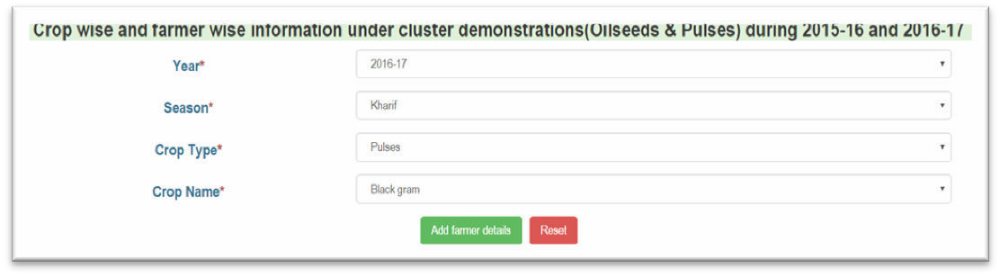 Crop wise and farmer wise information under cluster demonstrations(Oilseeds & Pulses) during 2015-16 and 2016-17
Year* 2016-17
Season* Kharif
Crop Type* Pulses
Crop Name* Black gram
Add farmer details Reset